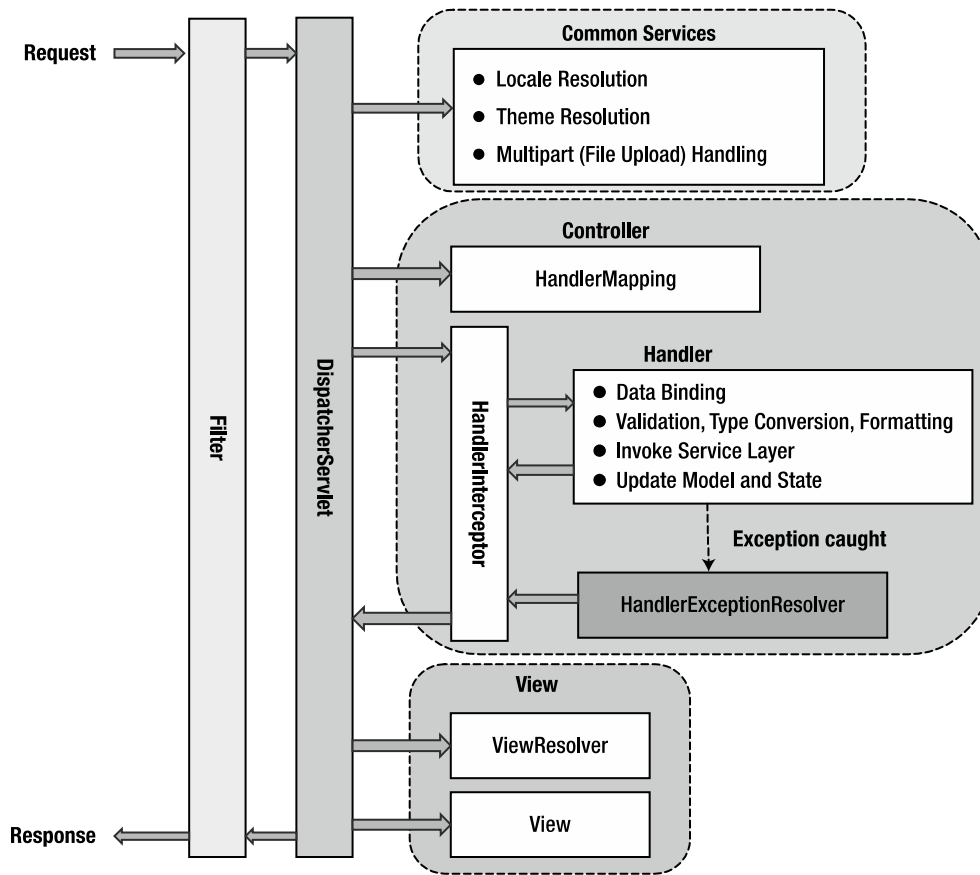 Request
Filter
DispatcherServlet
Common Services
● Locale Resolution
● Theme Resolution
● Multipart (File Upload) Handling
Controller
HandlerMapping
HandlerInterceptor
Handler
● Data Binding
● Validation, Type Conversion, Formatting
● Invoke Service Layer
● Update Model and State
Exception caught
HandlerExceptionResolver
View
ViewResolver
View
Response